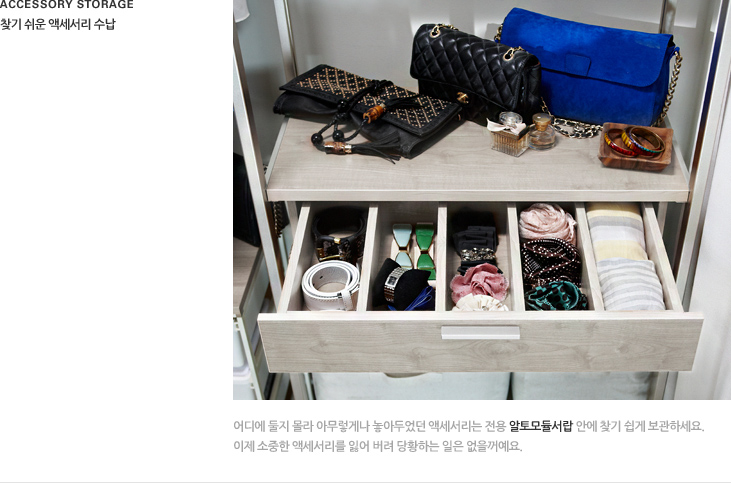 ACCESSORY STORAGE
찾기 쉬운 액세서리 수납
어디에 둘지 몰라 아무렇게나 놓아두었던 액세서리는 전용 알토모듈서랍 안에 찾기 쉽게 보관하세요.
이제 소중한 액세서리를 잃어 버려 당황하는 일은 없을꺼예요.